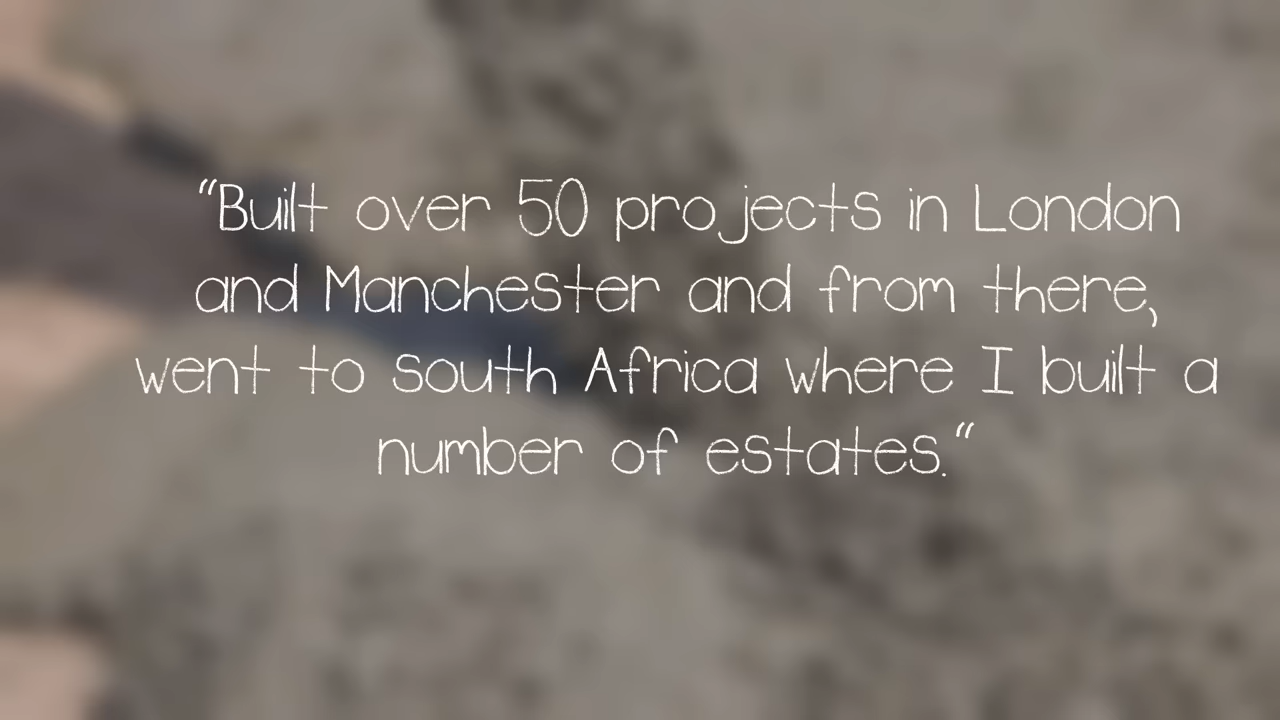 “Built over 50 projects in London
and Manchester and from there,
went to south Africa where I built a
number of estates.“